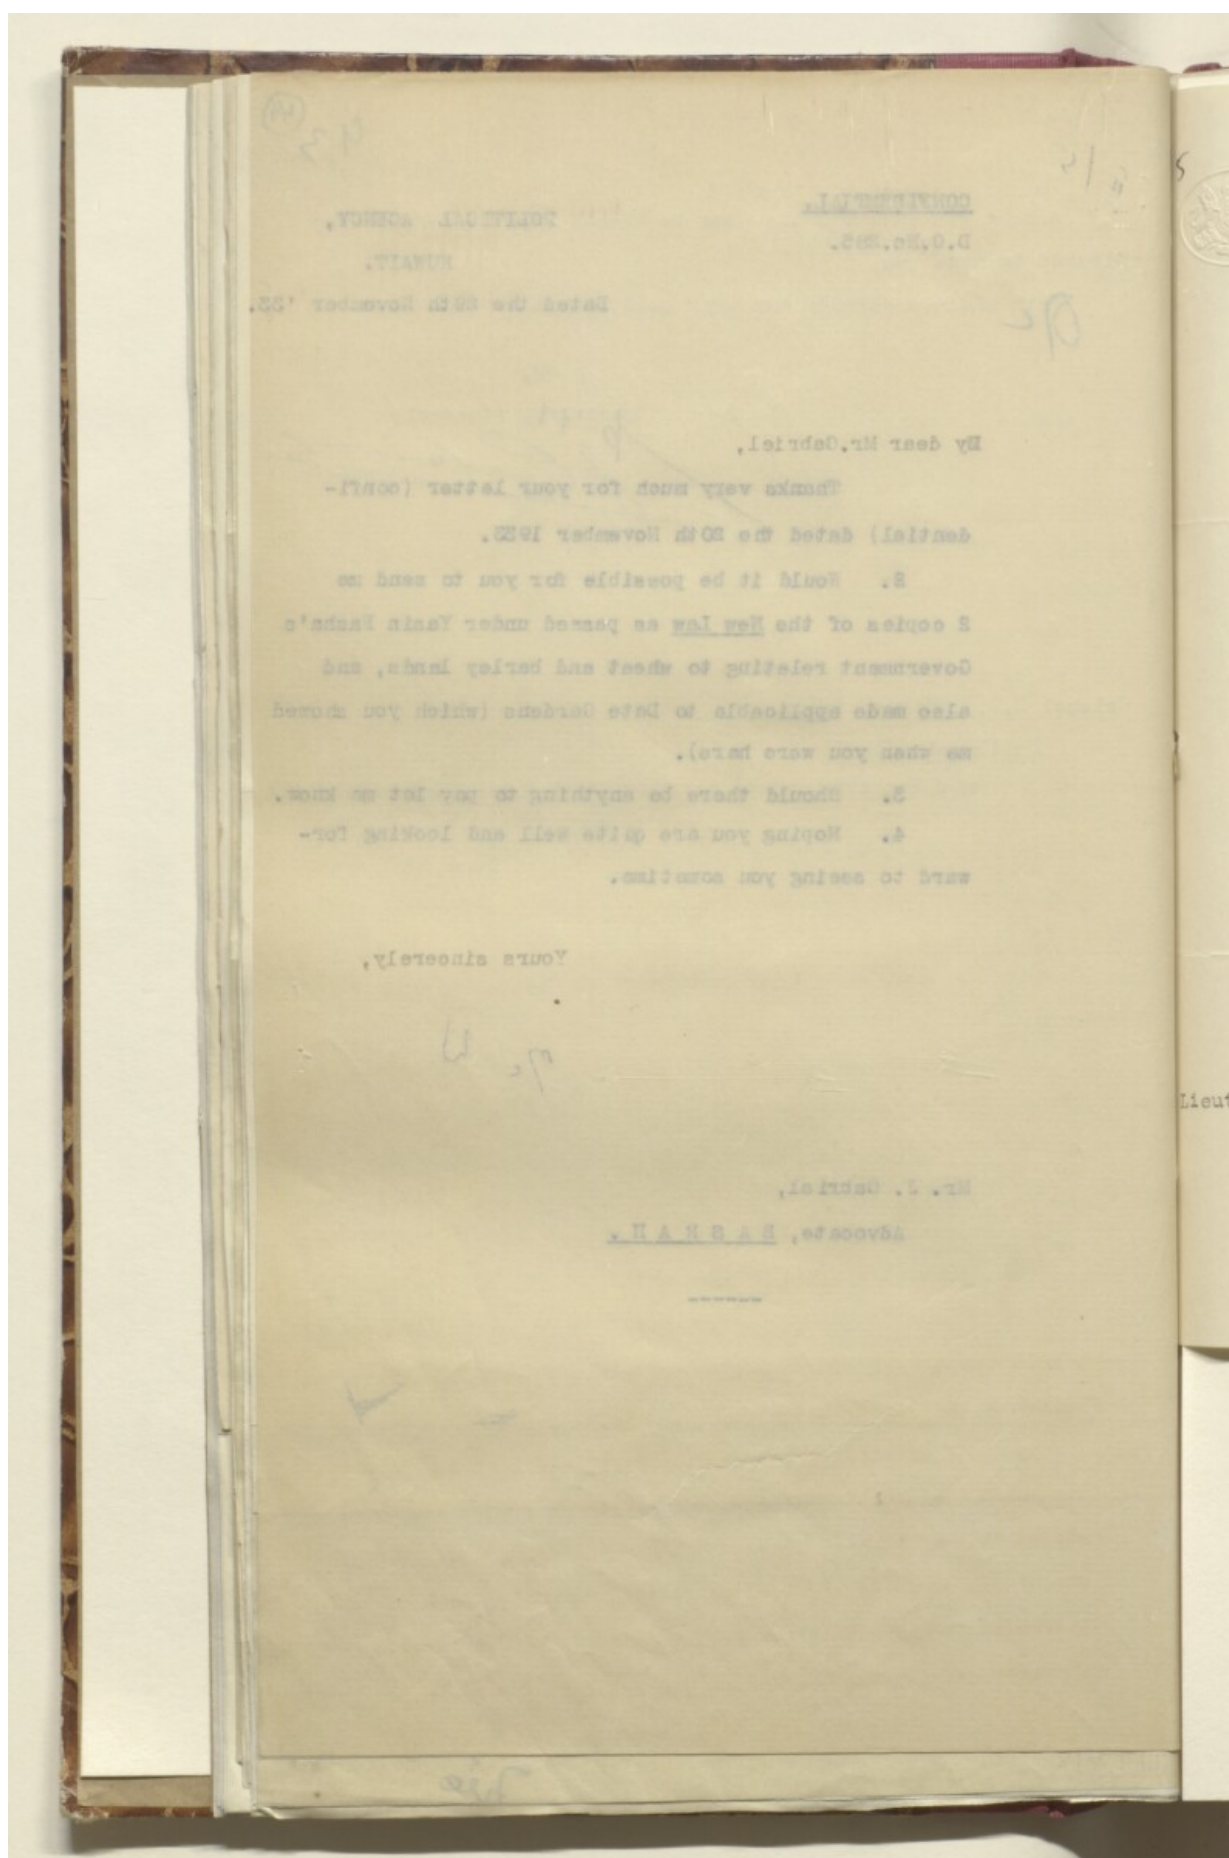 CONFIDENTIAL.
D.O.No.295.
POLITICAL AGENCY,
KUWAIT.
Dated the 29th November '33.
My dear Mr.Gabriel,
Thanks very much for your letter (confi-
dential) dated the 20th November 1933.
2. Would it be possible for you to send me
2 copies of the New Law as passed under Yasin Pasha's
Government relating to wheat and barley lands, and
also made applicable to Date Gardens (which you showed
me when you were here).
3. Should there be anything to pay let me know.
4. Hoping you are quite well and looking for-
ward to seeing you sometime.
Yours sincerely,
Mr. J. Gabriel,
Advocate, BASRAH.
Lieut